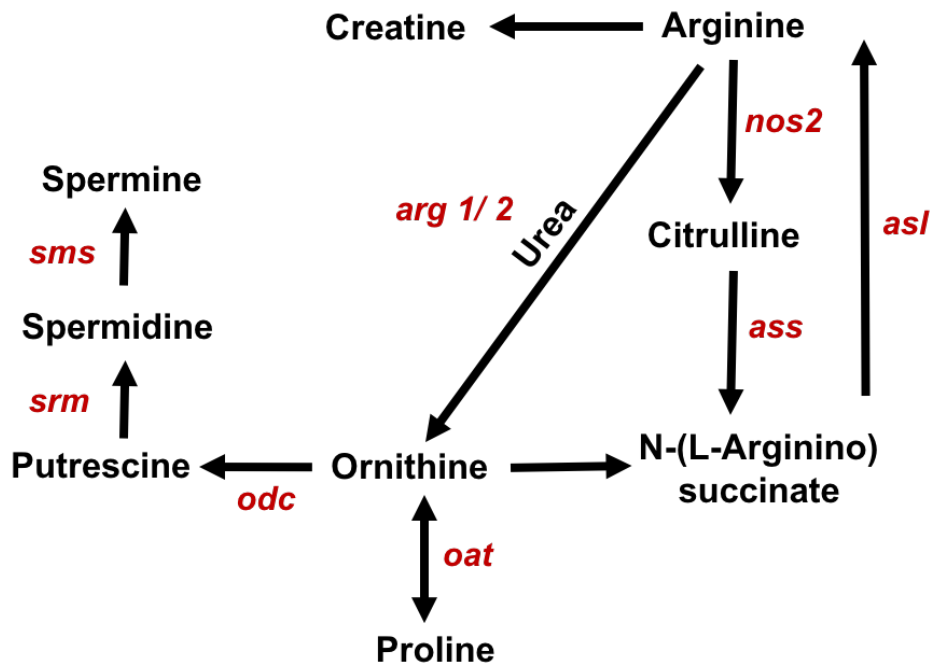 Creatine
Arginine
nos2
Spermine
arg 1/ 2
Urea
Citrulline
asl
sms
Spermidine
ass
srm
Putrescine
Ornithine
N-(L-Arginino)
succinate
odc
oat
Proline